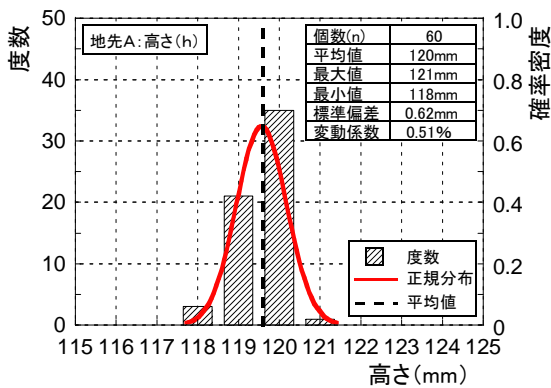 度数
確率密度
地先A:高さ(h)
個数(n) 60
平均値 120mm
最大値 121mm
最小値 118mm
標準偏差 0.62mm
変動係数 0.51%
50
40
30
20
10
0
1.0
0.8
0.6
0.4
0.2
0
度数
正規分布
平均値
115 116 117 118 119 120 121 122 123 124 125
高さ(mm)